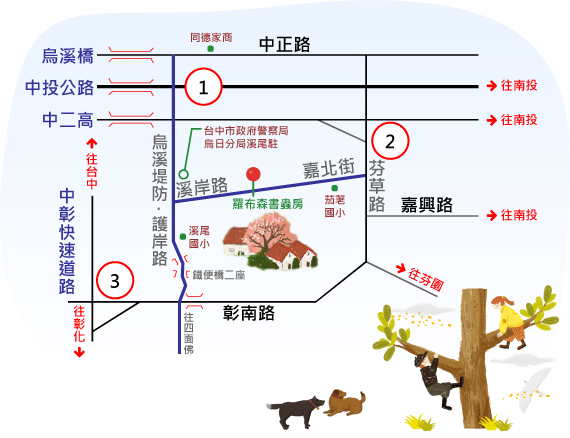 同德家商
中正路
烏溪橋
中投公路
1
往南投
中二高
往南投
台中市政府警察局
烏日分局溪尾駐
2
往台中
烏溪堤防・護岸路
嘉北街
溪岸路
芬草路
羅布森書蟲房
茄荖
國小
中彰快速道路
嘉興路
往南投
溪尾
國小
鐵便橋二座
3
往芬園
往彰化
彰南路
往四面佛